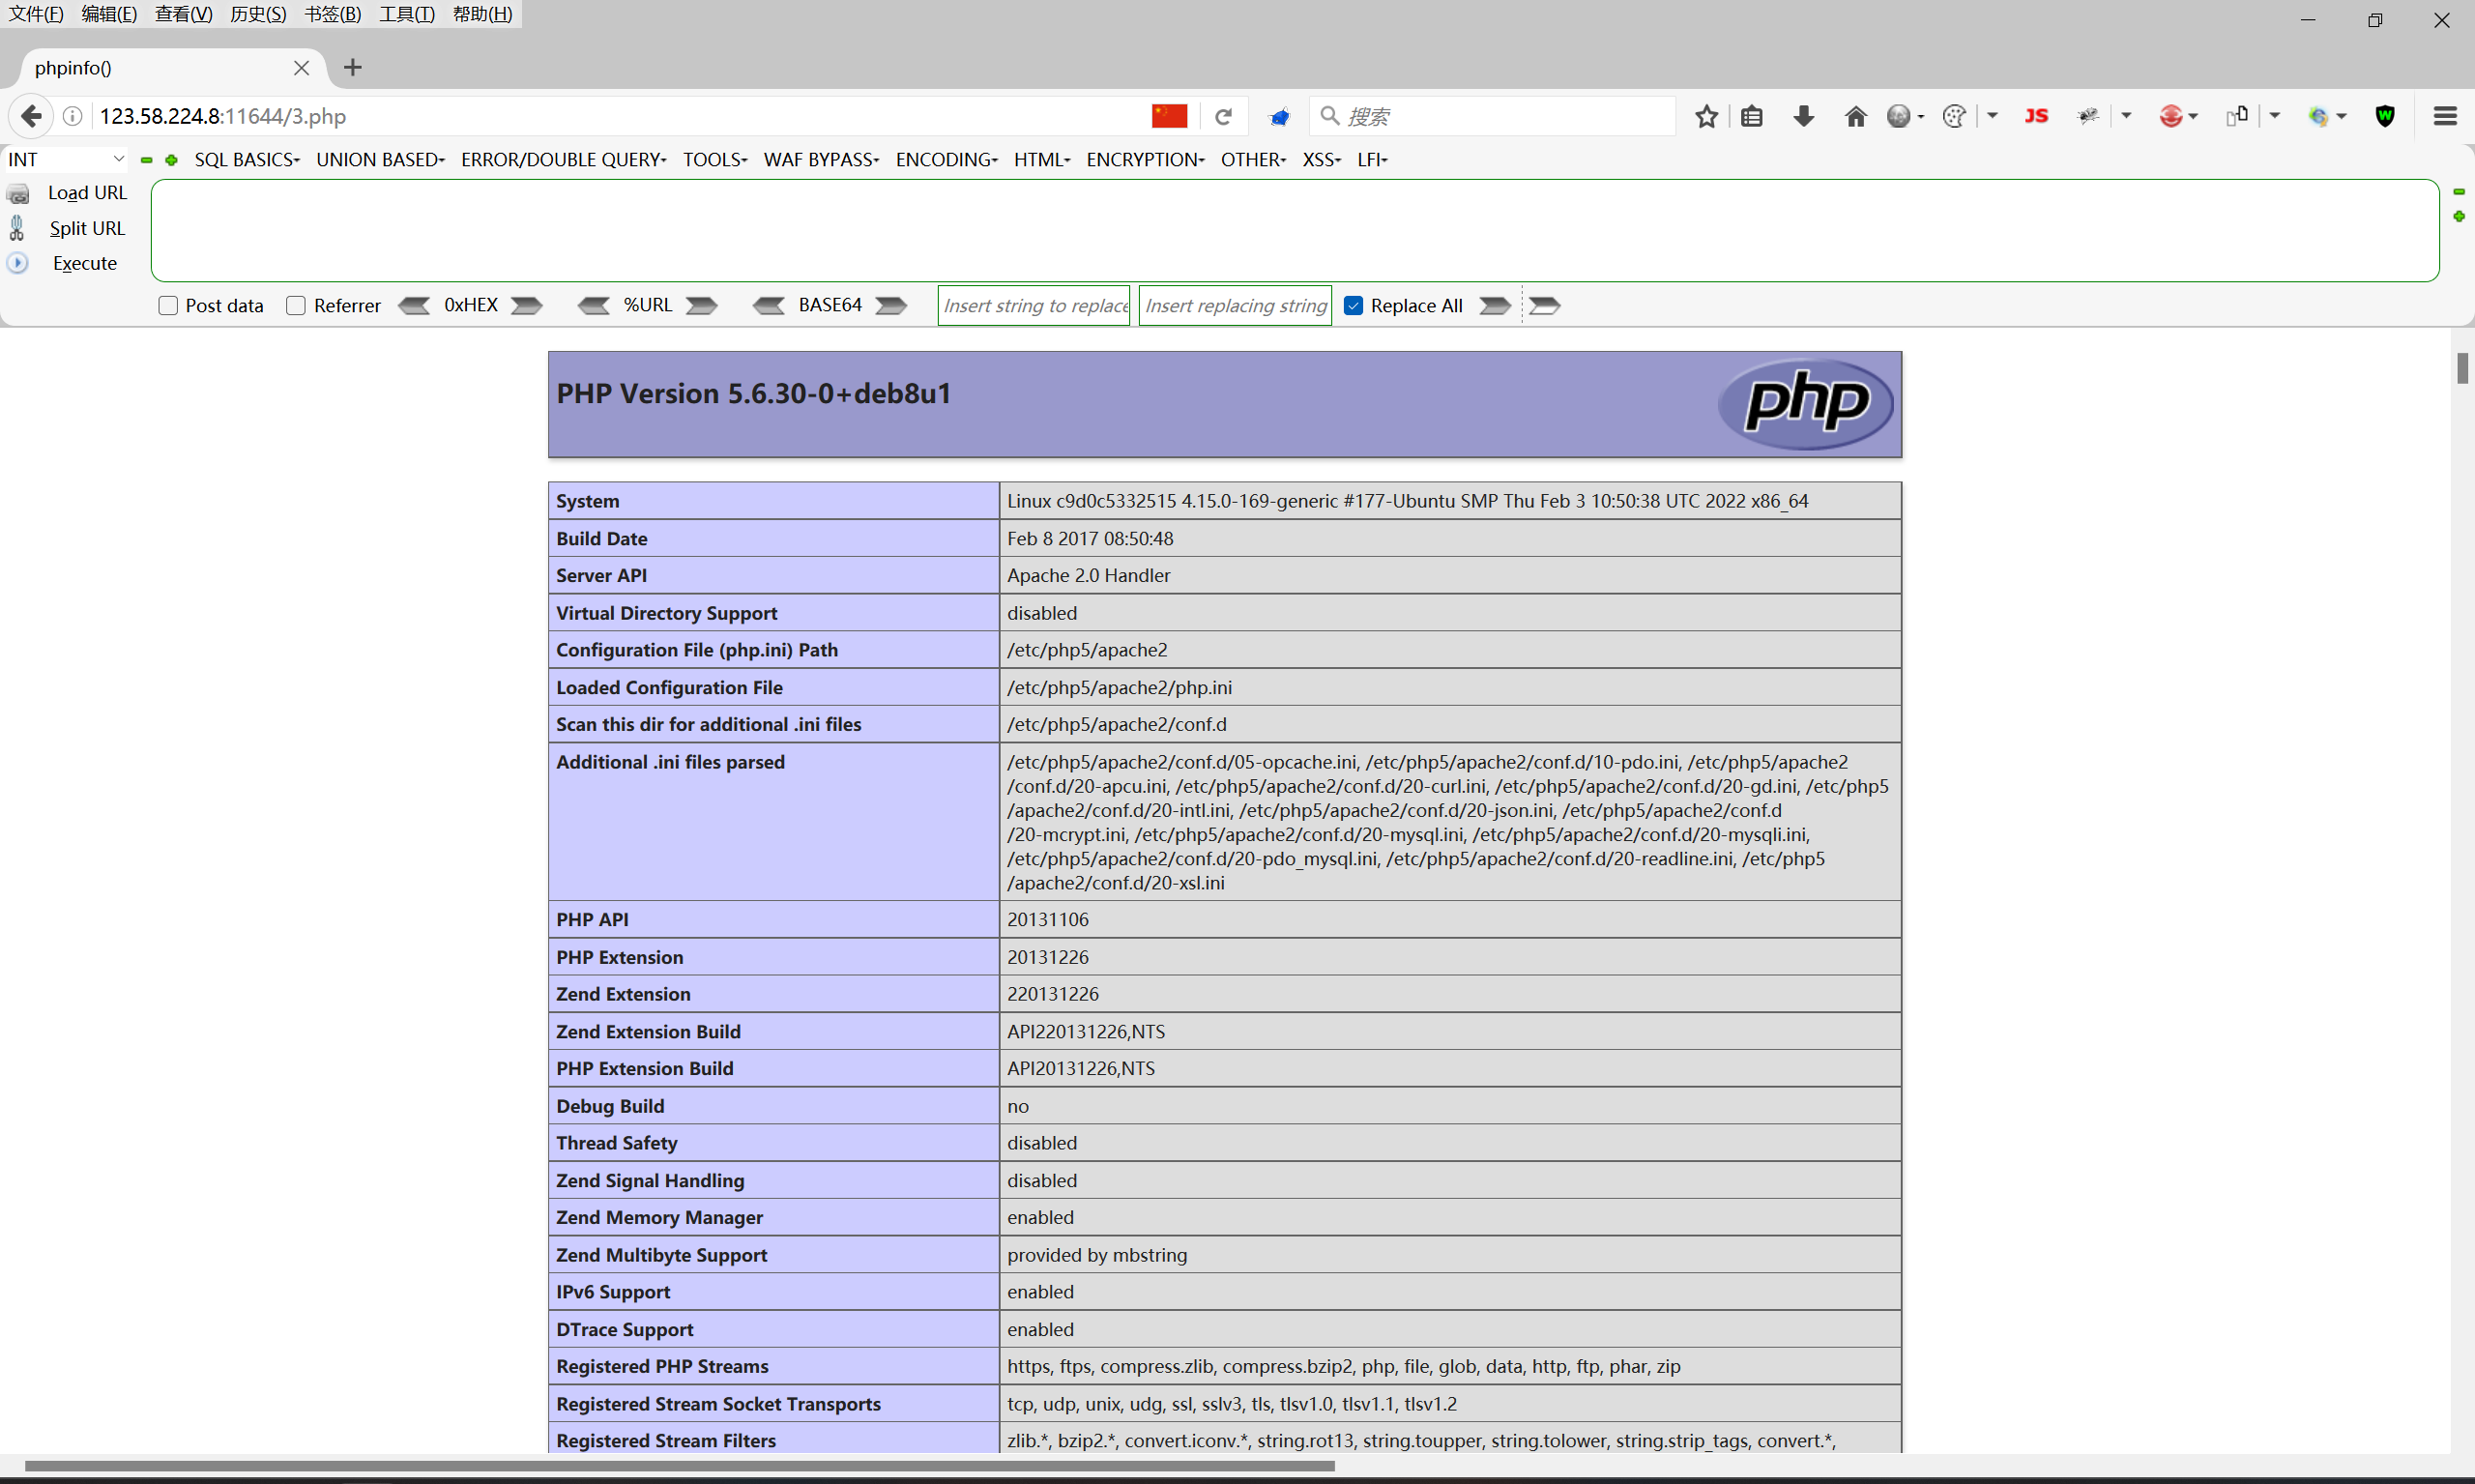 文件(F) 编辑(E) 查看(V) 历史(S) 书签(B) 工具(T) 帮助(H)
phpinfo()
123.58.224.8:11644/3.php
搜索
JS
W
INT
SQL BASICS UNION BASED ERROR/DOUBLE QUERY TOOLS WAF BYPASS ENCODING HTML ENCRYPTION OTHER XSS LFI
Load URL
Split URL
Execute
Post data Referrer 0xHEX %URL BASE64 Insert string to replace Insert replacing string Replace All
PHP Version 5.6.30-0+deb8u1
php
System Linux c9d0c5332515 4.15.0-169-generic #177-Ubuntu SMP Thu Feb 3 10:50:38 UTC 2022 x86_64
Build Date Feb 8 2017 08:50:48
Server API Apache 2.0 Handler
Virtual Directory Support disabled
Configuration File (php.ini) Path /etc/php5/apache2
Loaded Configuration File /etc/php5/apache2/php.ini
Scan this dir for additional .ini files /etc/php5/apache2/conf.d
Additional .ini files parsed /etc/php5/apache2/conf.d/05-opcache.ini, /etc/php5/apache2/conf.d/10-pdo.ini, /etc/php5/apache2
/conf.d/20-apcu.ini, /etc/php5/apache2/conf.d/20-curl.ini, /etc/php5/apache2/conf.d/20-gd.ini, /etc/php5
/apache2/conf.d/20-intl.ini, /etc/php5/apache2/conf.d/20-json.ini, /etc/php5/apache2/conf.d
/20-mcrypt.ini, /etc/php5/apache2/conf.d/20-mysql.ini, /etc/php5/apache2/conf.d/20-mysqli.ini,
/etc/php5/apache2/conf.d/20-pdo_mysql.ini, /etc/php5/apache2/conf.d/20-readline.ini, /etc/php5
/apache2/conf.d/20-xsl.ini
PHP API 20131106
PHP Extension 20131226
Zend Extension 220131226
Zend Extension Build API220131226,NTS
PHP Extension Build API20131226,NTS
Debug Build no
Thread Safety disabled
Zend Signal Handling disabled
Zend Memory Manager enabled
Zend Multibyte Support provided by mbstring
IPv6 Support enabled
DTrace Support enabled
Registered PHP Streams https, ftps, compress.zlib, compress.bzip2, php, file, glob, data, http, ftp, phar, zip
Registered Stream Socket Transports tcp, udp, unix, udg, ssl, sslv3, tls, tlsv1.0, tlsv1.1, tlsv1.2
Registered Stream Filters zlib.*, bzip2.*, convert.iconv.*, string.rot13, string.toupper, string.tolower, string.strip_tags, convert.*,